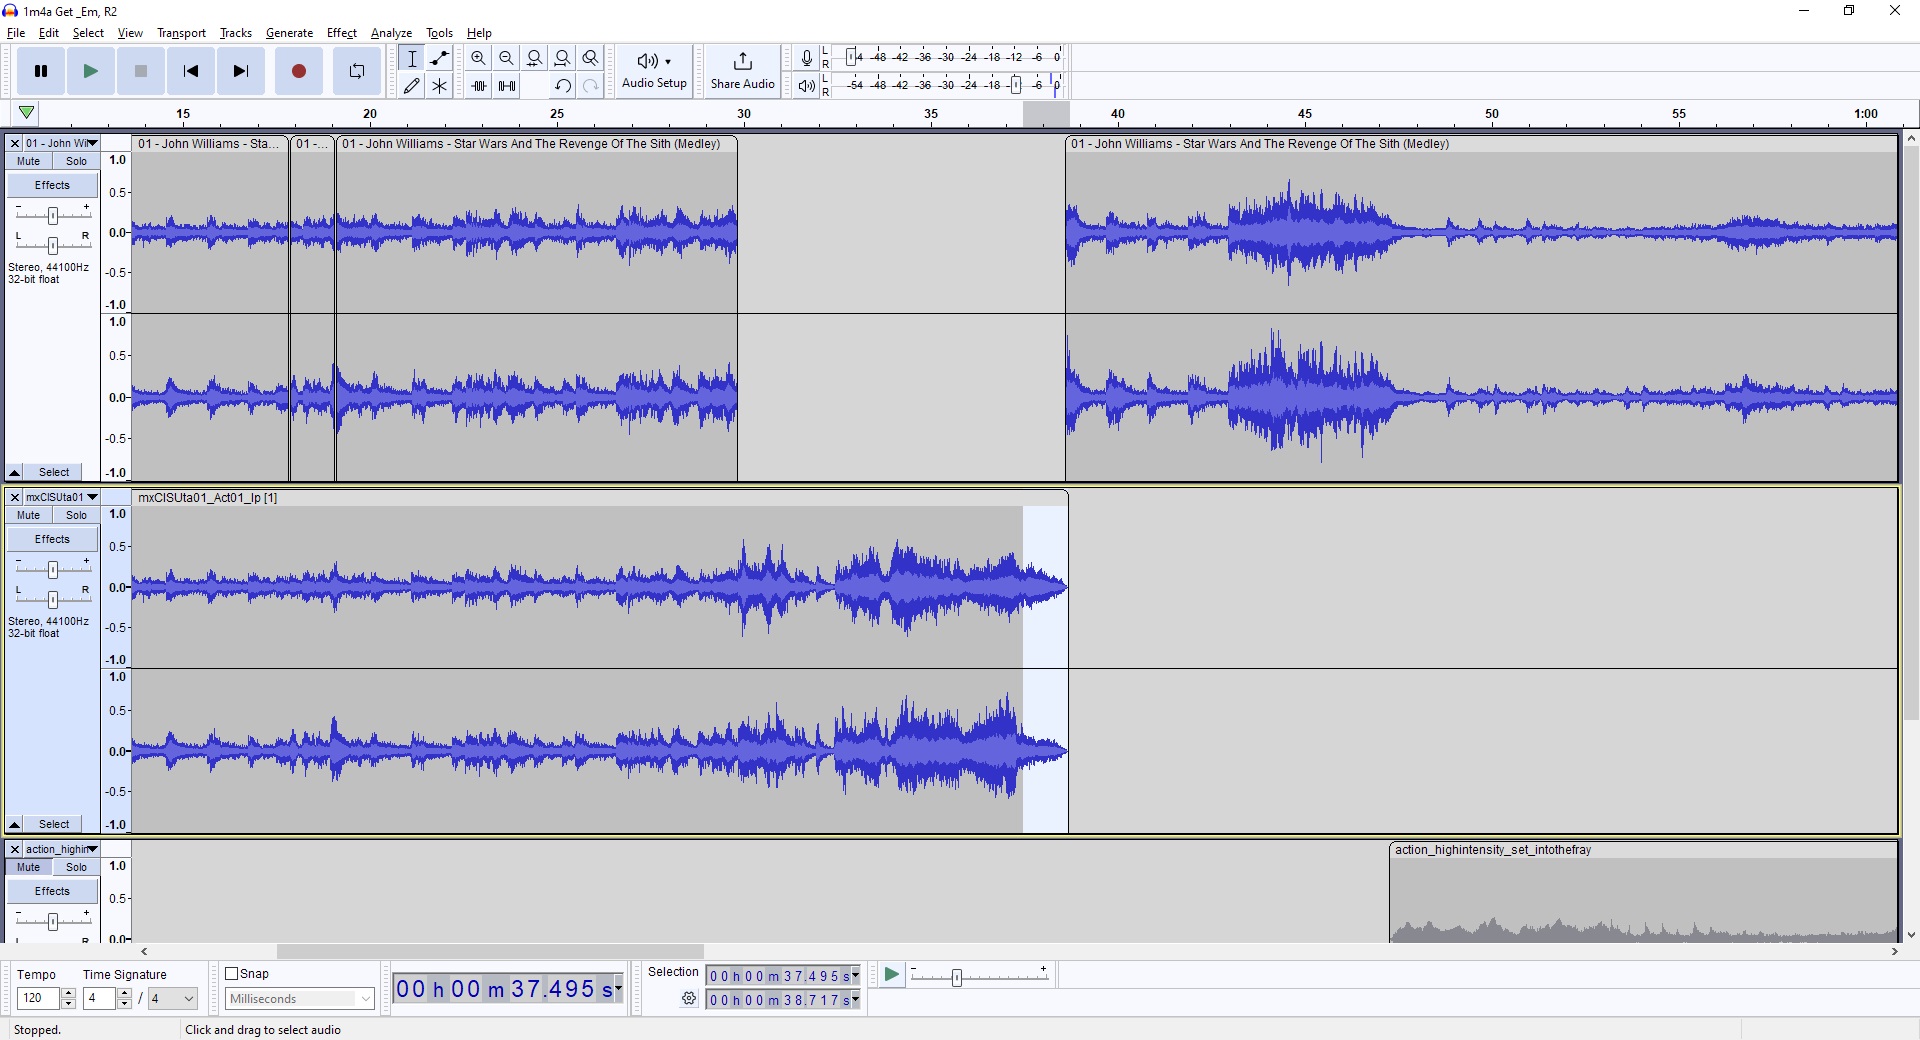 1m4a Get _Em, R2
File Edit Select View Transport Tracks Generate Effect Analyze Tools Help
Audio Setup
Share Audio
L
R
-54 -48 -42 -36 -30 -24 -18 -12 -6 0
L
R
-54 -48 -42 -36 -30 -24 -18 -12 -6 0
15 20 25 30 35 40 45 50 55 1:00
01 - John Wil
Mute Solo
Effects
- +
L R
Stereo, 44100Hz
32-bit float
Select
01 - John Williams - Sta...
01 -...
01 - John Williams - Star Wars And The Revenge Of The Sith (Medley)
01 - John Williams - Star Wars And The Revenge Of The Sith (Medley)
1.0
0.5
0.0
-0.5
-1.0
1.0
0.5
0.0
-0.5
-1.0
mxCISUta01
Mute Solo
Effects
- +
L R
Stereo, 44100Hz
32-bit float
Select
mxCISUta01_Act01_lp [1]
1.0
0.5
0.0
-0.5
-1.0
1.0
0.5
0.0
-0.5
-1.0
action_highin
Mute Solo
Effects
- +
L R
action_highintensity_set_intothefray
1.0
0.5
0.0
Tempo
120
Time Signature
4 / 4
Snap
Milliseconds
00 h 00 m 37.495 s
Selection
00 h 00 m 37.495 s
00 h 00 m 38.717 s
- +
Stopped.
Click and drag to select audio